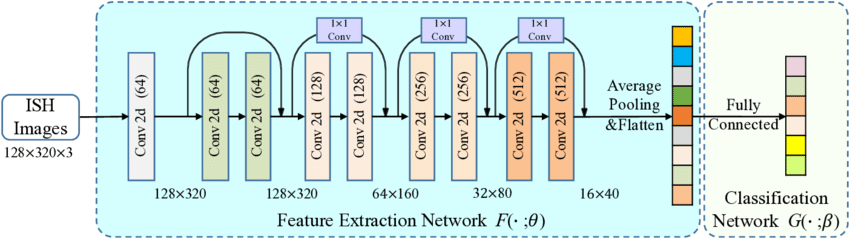 1×1
Conv
1×1
Conv
1×1
Conv
ISH
Images
128×320×3
Conv 2d (64)
Conv 2d (64)
Conv 2d (64)
Conv 2d (128)
Conv 2d (128)
Conv 2d (256)
Conv 2d (256)
Conv 2d (512)
Conv 2d (512)
Average
Pooling
&Flatten
Fully
Connected
128×320
128×320
64×160
32×80
16×40
Feature Extraction Network F(· ;θ)
Classification
Network G(· ;β)